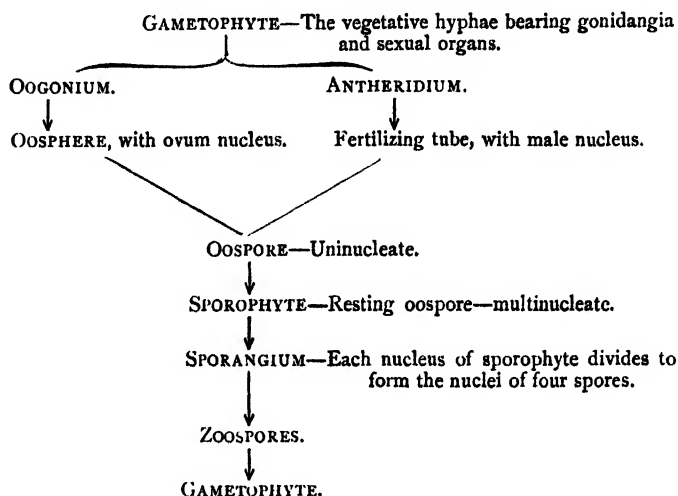 GAMETOPHYTE—The vegetative hyphae bearing gonidangia
and sexual organs.
OOGONIUM. ANTHERIDIUM.
OOSPHERE, with ovum nucleus. Fertilizing tube, with male nucleus.
OOSPORE—Uninucleate.
SPOROPHYTE—Resting oospore—multinucleate.
SPORANGIUM—Each nucleus of sporophyte divides to
form the nuclei of four spores.
ZOOSPORES.
GAMETOPHYTE.